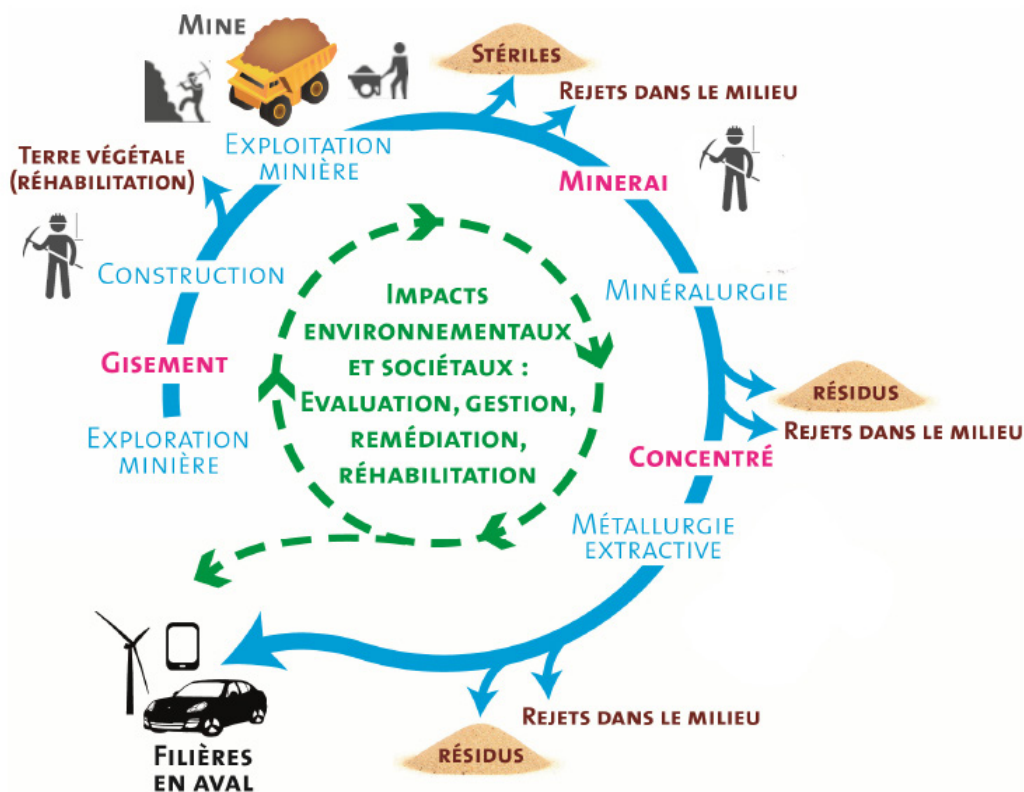 MINE
STÉRILES
REJETS DANS LE MILIEU
EXPLOITATION
MINIÈRE
TERRE VÉGÉTALE
(RÉHABILITATION)
MINERAI
CONSTRUCTION
MINÉRALURGIE
IMPACTS
ENVIRONNEMENTAUX
ET SOCIÉTAUX :
EVALUATION, GESTION,
REMÉDIATION,
RÉHABILITATION
GISEMENT
RÉSIDUS
REJETS DANS LE MILIEU
EXPLORATION
MINIÈRE
CONCENTRÉ
MÉTALLURGIE
EXTRACTIVE
REJETS DANS LE MILIEU
RÉSIDUS
FILIÈRES
EN AVAL